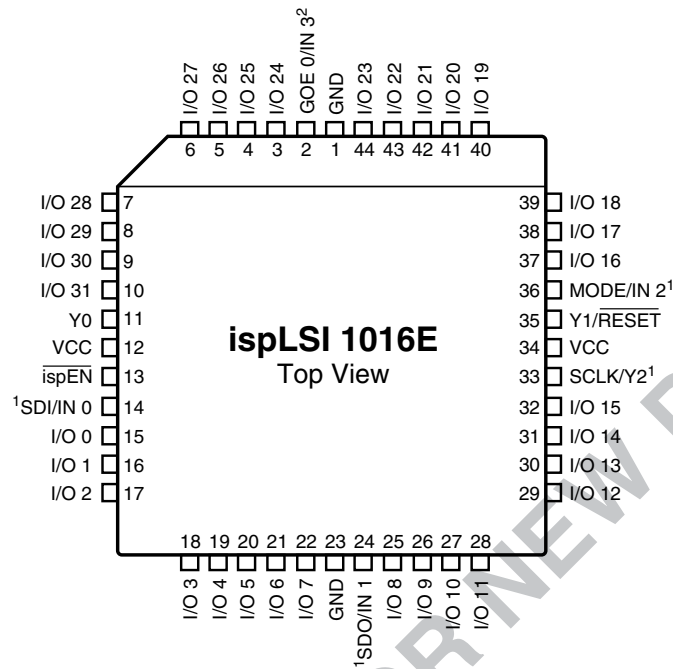 I/O 27
I/O 26
I/O 25
I/O 24
GOE 0/IN 3²
GND
I/O 23
I/O 22
I/O 21
I/O 20
I/O 19
6 5 4 3 2 1 44 43 42 41 40
I/O 28 7
I/O 29 8
I/O 30 9
I/O 31 10
Y0 11
VCC 12
ispEN 13
¹SDI/IN 0 14
I/O 0 15
I/O 1 16
I/O 2 17
ispLSI 1016E
Top View
39 I/O 18
38 I/O 17
37 I/O 16
36 MODE/IN 2¹
35 Y1/RESET
34 VCC
33 SCLK/Y2¹
32 I/O 15
31 I/O 14
30 I/O 13
29 I/O 12
18 19 20 21 22 23 24 25 26 27 28
I/O 3
I/O 4
I/O 5
I/O 6
I/O 7
GND
¹SDO/IN 1
I/O 8
I/O 9
I/O 10
I/O 11
OR NEW